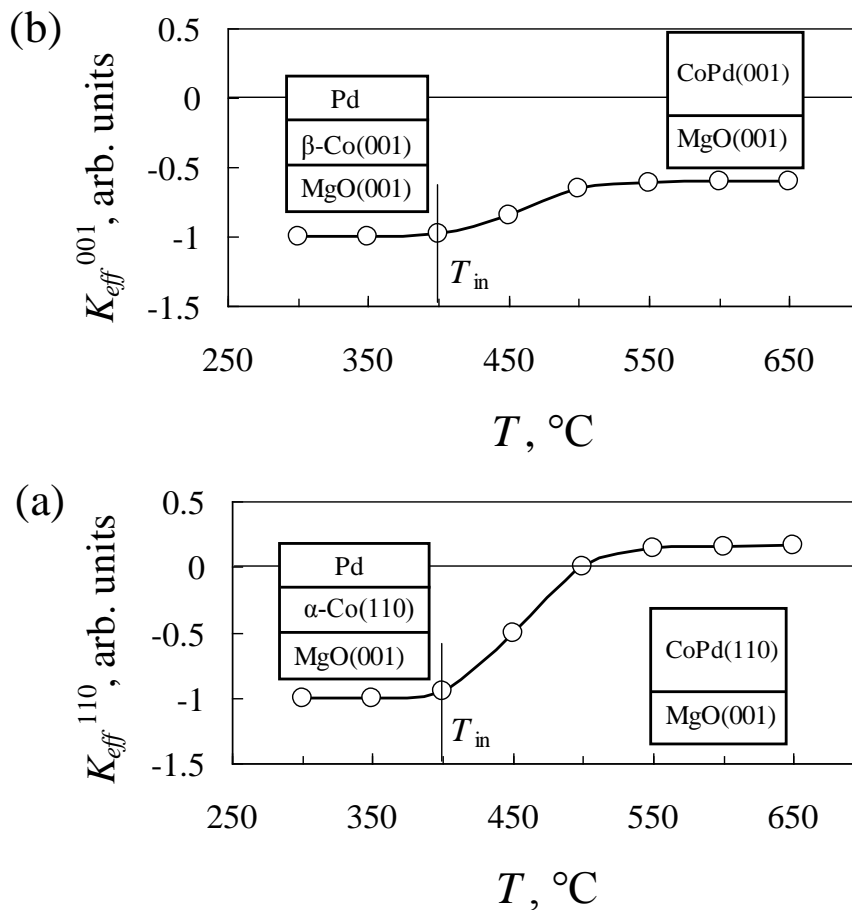 (b)
K_eff^001, arb. units
0.5
0
-0.5
-1
-1.5
Pd
β-Co(001)
MgO(001)
CoPd(001)
MgO(001)
T_in
250 350 450 550 650
T, °C
(a)
K_eff^110, arb. units
0.5
0
-0.5
-1
-1.5
Pd
α-Co(110)
MgO(001)
CoPd(110)
MgO(001)
T_in
250 350 450 550 650
T, °C